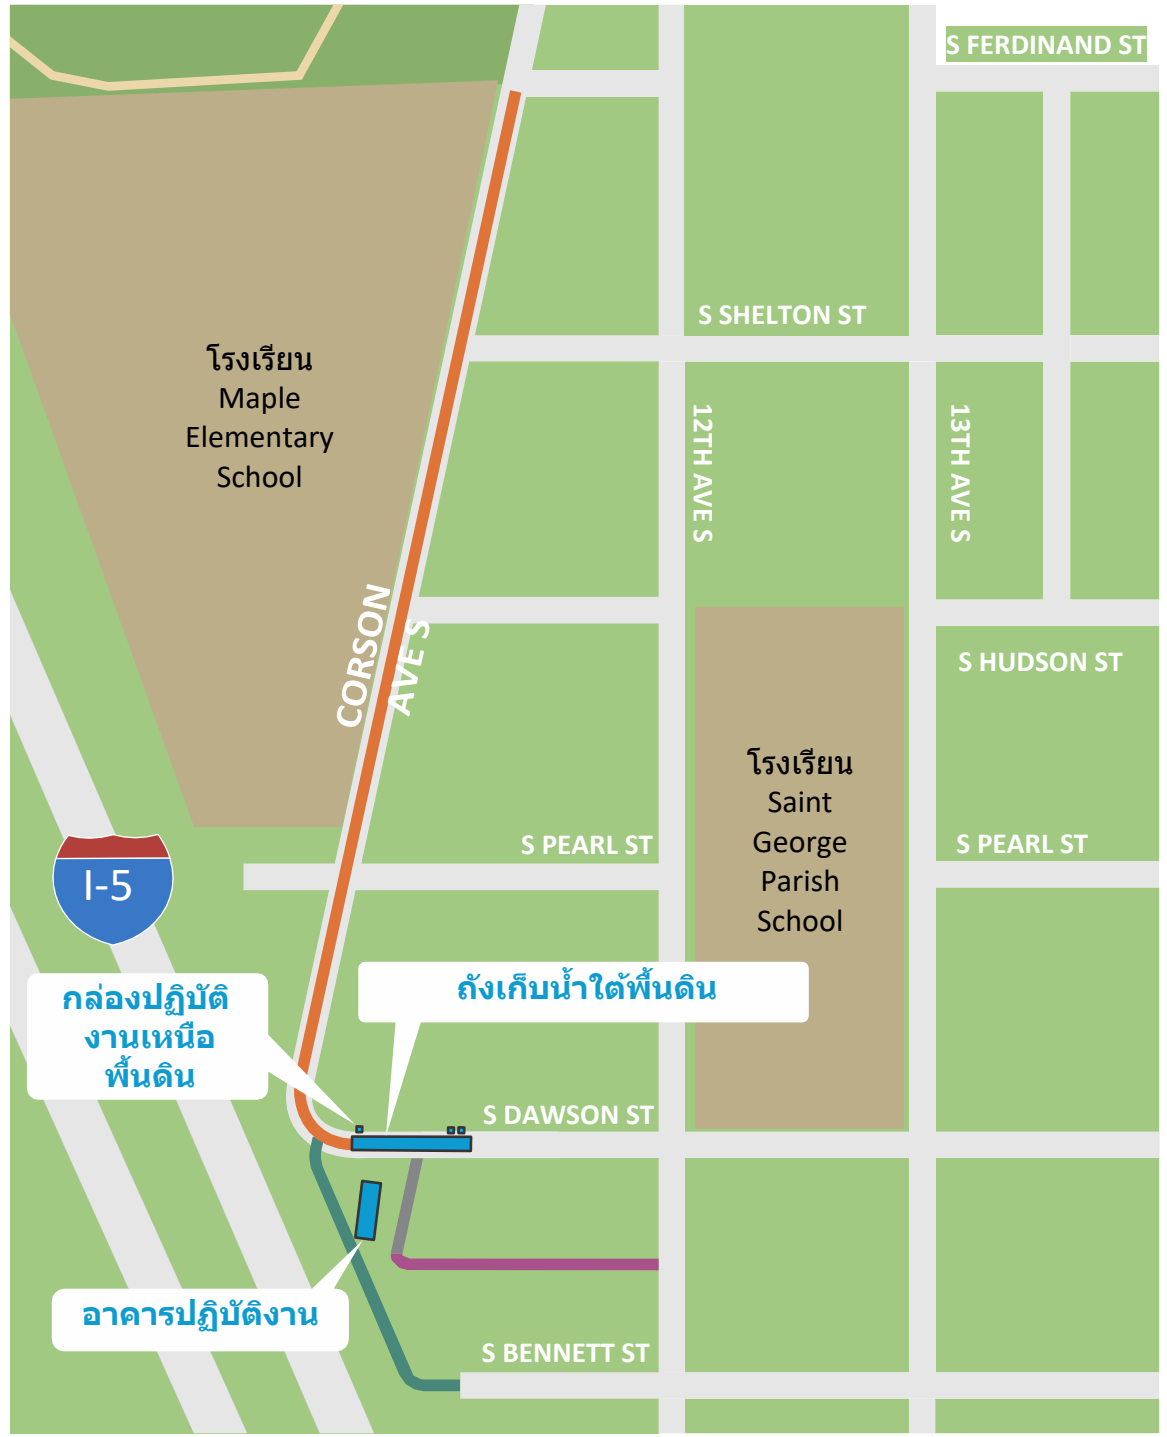 S FERDINAND ST
S SHELTON ST
โรงเรียน
Maple
Elementary
School
12TH AVE S
13TH AVE S
CORSON
AVE S
S HUDSON ST
โรงเรียน
Saint
George
Parish
School
S PEARL ST
S PEARL ST
I-5
กล่องปฏิบัติ
งานเหนือ
พื้นดิน
ถังเก็บน้ำใต้พื้นดิน
S DAWSON ST
อาคารปฏิบัติงาน
S BENNETT ST